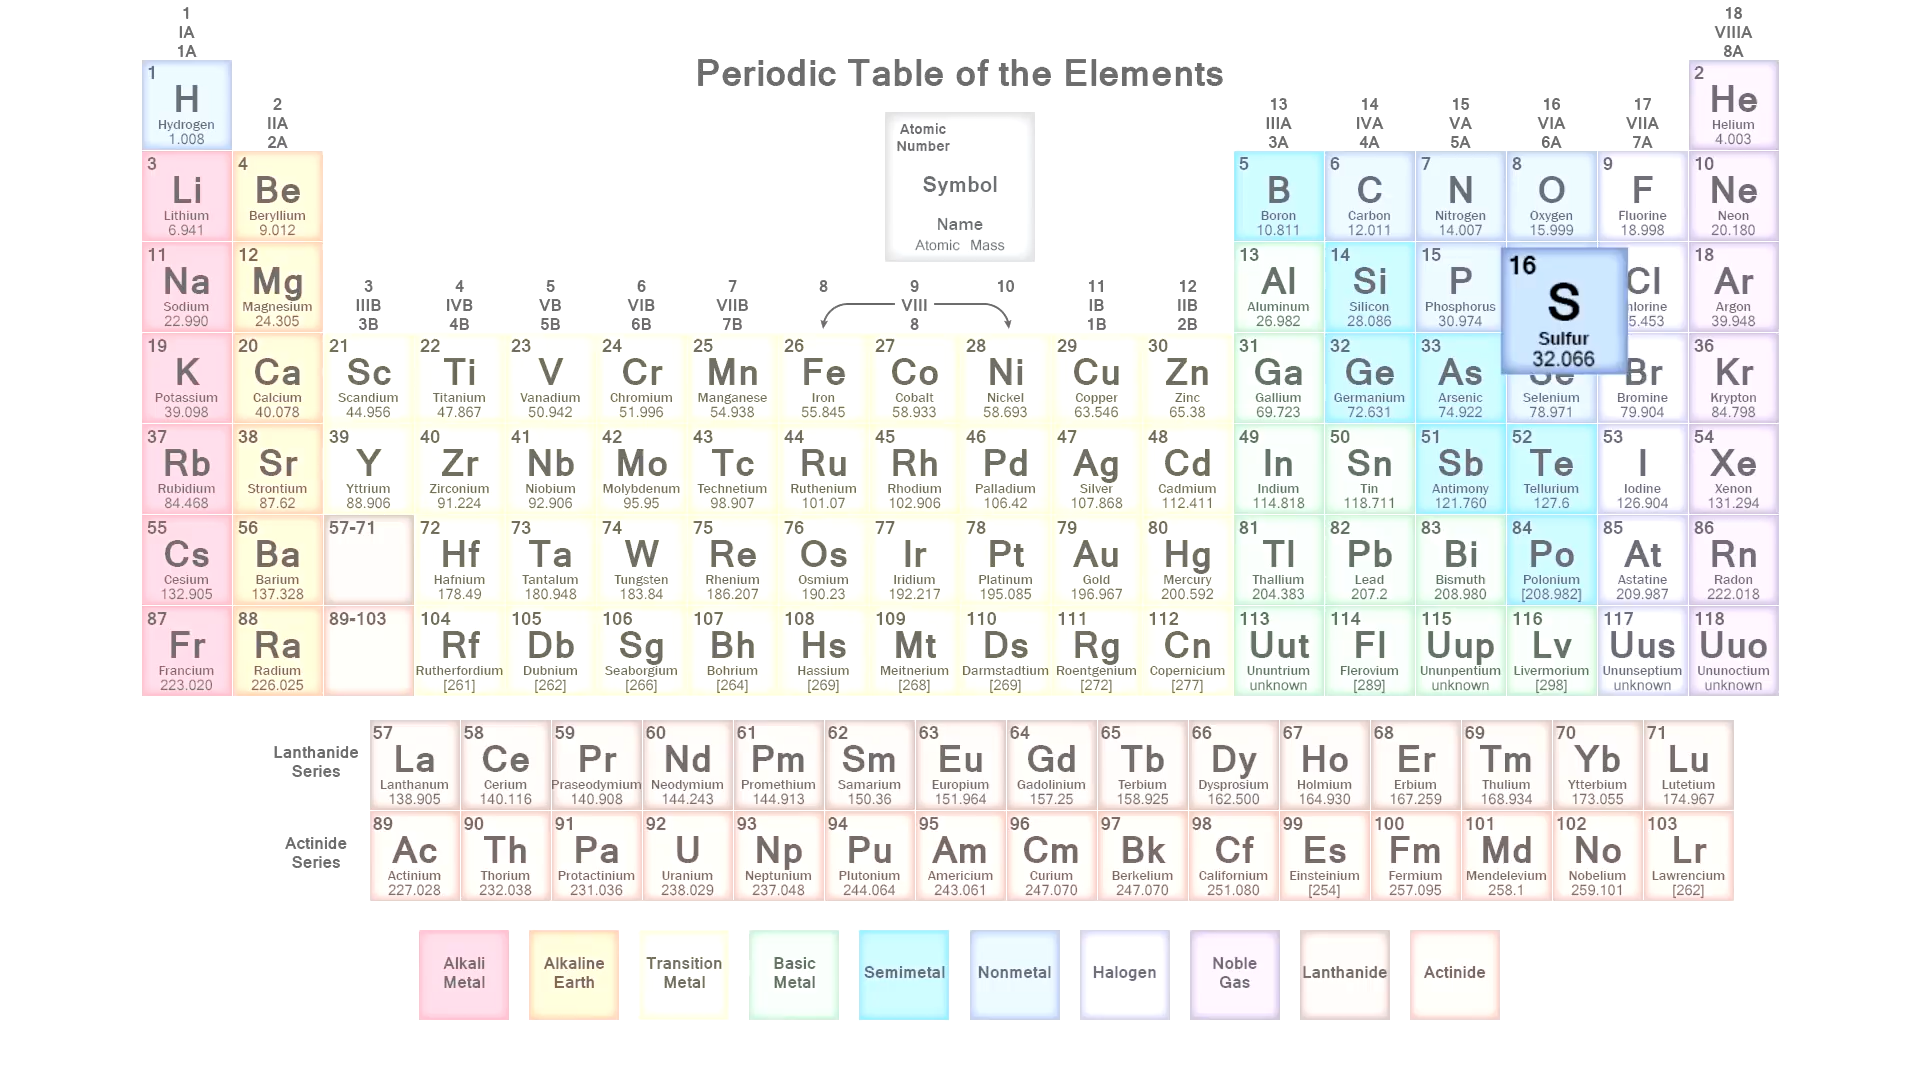 1
IA
1A
18
VIIIA
8A
Periodic Table of the Elements
1
H
Hydrogen
1.008
2
IIA
2A
Atomic
Number
Symbol
Name
Atomic Mass
13
IIIA
3A
14
IVA
4A
15
VA
5A
16
VIA
6A
17
VIIA
7A
2
He
Helium
4.003
3
Li
Lithium
6.941
4
Be
Beryllium
9.012
5
B
Boron
10.811
6
C
Carbon
12.011
7
N
Nitrogen
14.007
8
O
Oxygen
15.999
9
F
Fluorine
18.998
10
Ne
Neon
20.180
11
Na
Sodium
22.990
12
Mg
Magnesium
24.305
3
IIIB
3B
4
IVB
4B
5
VB
5B
6
VIB
6B
7
VIIB
7B
8
9
VIII
8
10
11
IB
1B
12
IIB
2B
13
Al
Aluminum
26.982
14
Si
Silicon
28.086
15
P
Phosphorus
30.974
16
S
Sulfur
32.066
Cl
18
Ar
Argon
39.948
19
K
Potassium
39.098
20
Ca
Calcium
40.078
21
Sc
Scandium
44.956
22
Ti
Titanium
47.867
23
V
Vanadium
50.942
24
Cr
Chromium
51.996
25
Mn
Manganese
54.938
26
Fe
Iron
55.845
27
Co
Cobalt
58.933
28
Ni
Nickel
58.693
29
Cu
Copper
63.546
30
Zn
Zinc
65.38
31
Ga
Gallium
69.723
32
Ge
Germanium
72.631
33
As
Arsenic
74.922
Se
Selenium
78.971
Br
Bromine
79.904
36
Kr
Krypton
84.798
37
Rb
Rubidium
84.468
38
Sr
Strontium
87.62
39
Y
Yttrium
88.906
40
Zr
Zirconium
91.224
41
Nb
Niobium
92.906
42
Mo
Molybdenum
95.95
43
Tc
Technetium
98.907
44
Ru
Ruthenium
101.07
45
Rh
Rhodium
102.906
46
Pd
Palladium
106.42
47
Ag
Silver
107.868
48
Cd
Cadmium
112.411
49
In
Indium
114.818
50
Sn
Tin
118.711
51
Sb
Antimony
121.760
52
Te
Tellurium
127.6
53
I
Iodine
126.904
54
Xe
Xenon
131.294
55
Cs
Cesium
132.905
56
Ba
Barium
137.328
57-71
72
Hf
Hafnium
178.49
73
Ta
Tantalum
180.948
74
W
Tungsten
183.84
75
Re
Rhenium
186.207
76
Os
Osmium
190.23
77
Ir
Iridium
192.217
78
Pt
Platinum
195.085
79
Au
Gold
196.967
80
Hg
Mercury
200.592
81
Tl
Thallium
204.383
82
Pb
Lead
207.2
83
Bi
Bismuth
208.980
84
Po
Polonium
[208.982]
85
At
Astatine
209.987
86
Rn
Radon
222.018
87
Fr
Francium
223.020
88
Ra
Radium
226.025
89-103
104
Rf
Rutherfordium
[261]
105
Db
Dubnium
[262]
106
Sg
Seaborgium
[266]
107
Bh
Bohrium
[264]
108
Hs
Hassium
[269]
109
Mt
Meitnerium
[268]
110
Ds
Darmstadtium
[269]
111
Rg
Roentgenium
[272]
112
Cn
Copernicium
[277]
113
Uut
Ununtrium
unknown
114
Fl
Flerovium
[289]
115
Uup
Ununpentium
unknown
116
Lv
Livermorium
[298]
117
Uus
Ununseptium
unknown
118
Uuo
Ununoctium
unknown
Lanthanide
Series
57
La
Lanthanum
138.905
58
Ce
Cerium
140.116
59
Pr
Praseodymium
140.908
60
Nd
Neodymium
144.243
61
Pm
Promethium
144.913
62
Sm
Samarium
150.36
63
Eu
Europium
151.964
64
Gd
Gadolinium
157.25
65
Tb
Terbium
158.925
66
Dy
Dysprosium
162.500
67
Ho
Holmium
164.930
68
Er
Erbium
167.259
69
Tm
Thulium
168.934
70
Yb
Ytterbium
173.055
71
Lu
Lutetium
174.967
Actinide
Series
89
Ac
Actinium
227.028
90
Th
Thorium
232.038
91
Pa
Protactinium
231.036
92
U
Uranium
238.029
93
Np
Neptunium
237.048
94
Pu
Plutonium
244.064
95
Am
Americium
243.061
96
Cm
Curium
247.070
97
Bk
Berkelium
247.070
98
Cf
Californium
251.080
99
Es
Einsteinium
[254]
100
Fm
Fermium
257.095
101
Md
Mendelevium
258.1
102
No
Nobelium
259.101
103
Lr
Lawrencium
[262]
Alkali
Metal
Alkaline
Earth
Transition
Metal
Basic
Metal
Semimetal
Nonmetal
Halogen
Noble
Gas
Lanthanide
Actinide